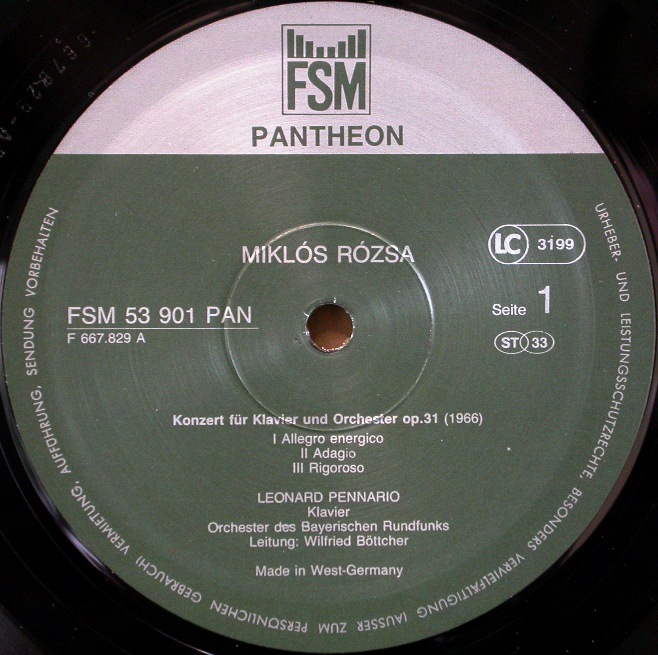 FSM
PANTHEON
MIKLÓS RÓZSA
LC 3199
FSM 53 901 PAN
F 667.829 A
Seite 1
ST 33
Konzert für Klavier und Orchester op.31 (1966)
I Allegro energico
II Adagio
III Rigoroso
LEONARD PENNARIO
Klavier
Orchester des Bayerischen Rundfunks
Leitung: Wilfried Böttcher
Made in West-Germany
URHEBER- UND LEISTUNGSSCHUTZRECHTE, BESONDERS VERVIELFÄLTIGUNG (AUSSER ZUM PERSÖNLICHEN GEBRAUCH) VERMIETUNG, AUFFÜHRUNG, SENDUNG VORBEHALTEN